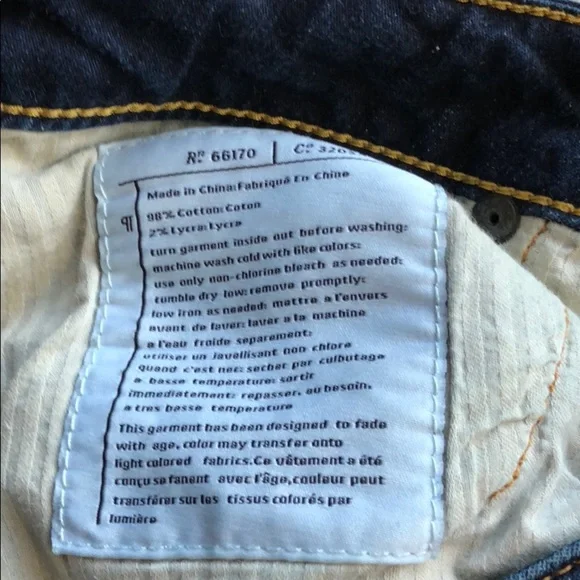 RN 66170 | CA 326
Made in China:Fabriqué En Chine
98% Cotton:Coton
2% Lycra:Lycra
¶
turn garment inside out before washing:
machine wash cold with like colors:
use only non-chlorine bleach as needed:
tumble dry low: remove promptly:
low iron as needed: mettre a l'envers
avant de laver: laver a la machine
a l'eau froide separement:
utiliser un javellisant non chlore
quand c'est nec: secher par culbutage
a basse temperature: sortir
immediatement: repasser, au besoin,
a tres basse temperature
This garment has been designed to fade
with age, color may transfer onto
light colored fabrics.Ce vêtement a été
conçu se fanent avec l'âge,couleur peut
transférer sur les tissus colorés par
lumière